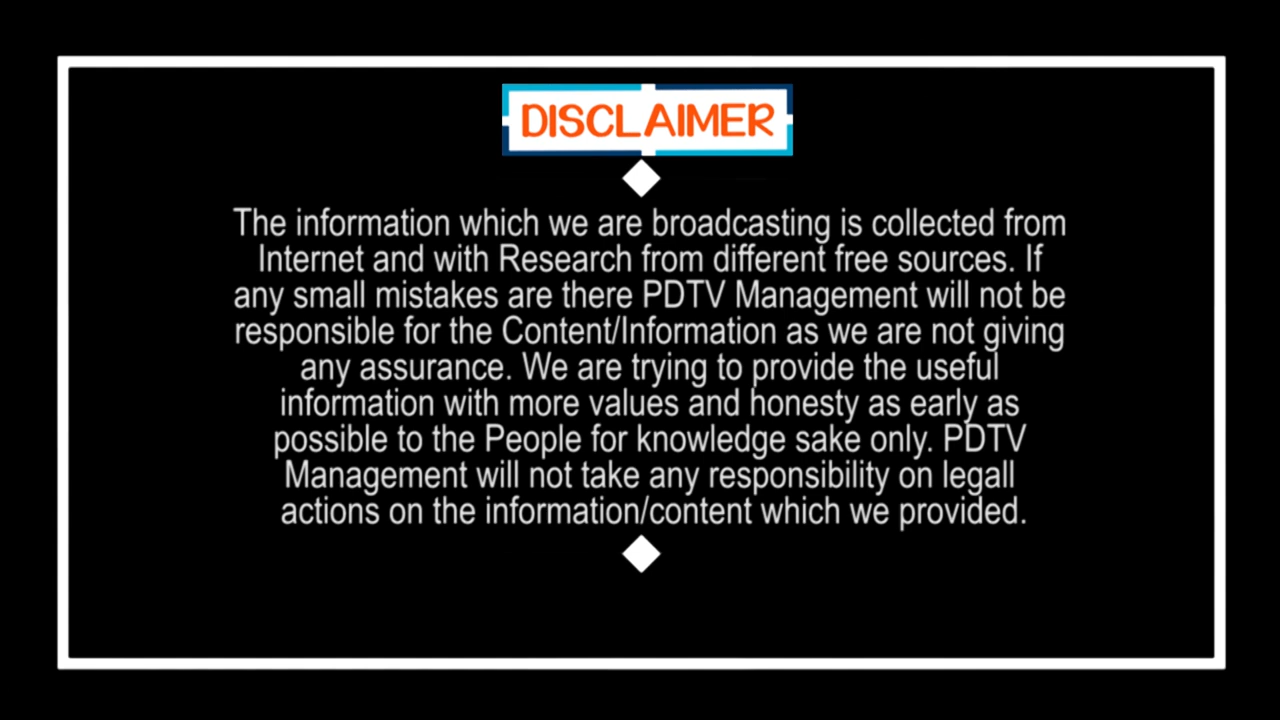 DISCLAIMER
The information which we are broadcasting is collected from
Internet and with Research from different free sources. If
any small mistakes are there PDTV Management will not be
responsible for the Content/Information as we are not giving
any assurance. We are trying to provide the useful
information with more values and honesty as early as
possible to the People for knowledge sake only. PDTV
Management will not take any responsibility on legall
actions on the information/content which we provided.